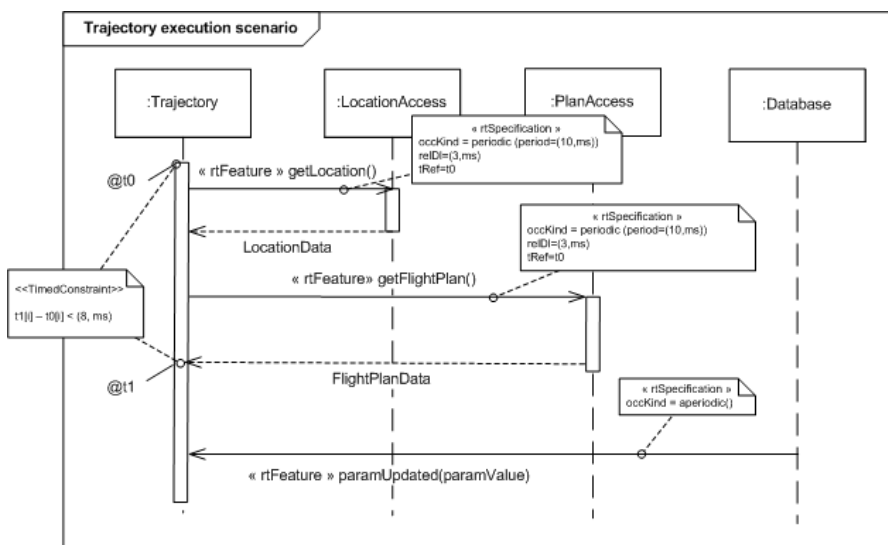 Trajectory execution scenario
:Trajectory
:LocationAccess
:PlanAccess
:Database
« rtSpecification »
occKind = periodic (period=(10,ms))
relDl=(3,ms)
tRef=t0
@t0
« rtFeature » getLocation()
« rtSpecification »
occKind = periodic (period=(10,ms))
relDl=(3,ms)
tRef=t0
LocationData
« rtFeature» getFlightPlan()
<<TimedConstraint>>
t1[i] – t0[i] < (8, ms)
@t1
FlightPlanData
« rtSpecification »
occKind = aperiodic()
« rtFeature » paramUpdated(paramValue)